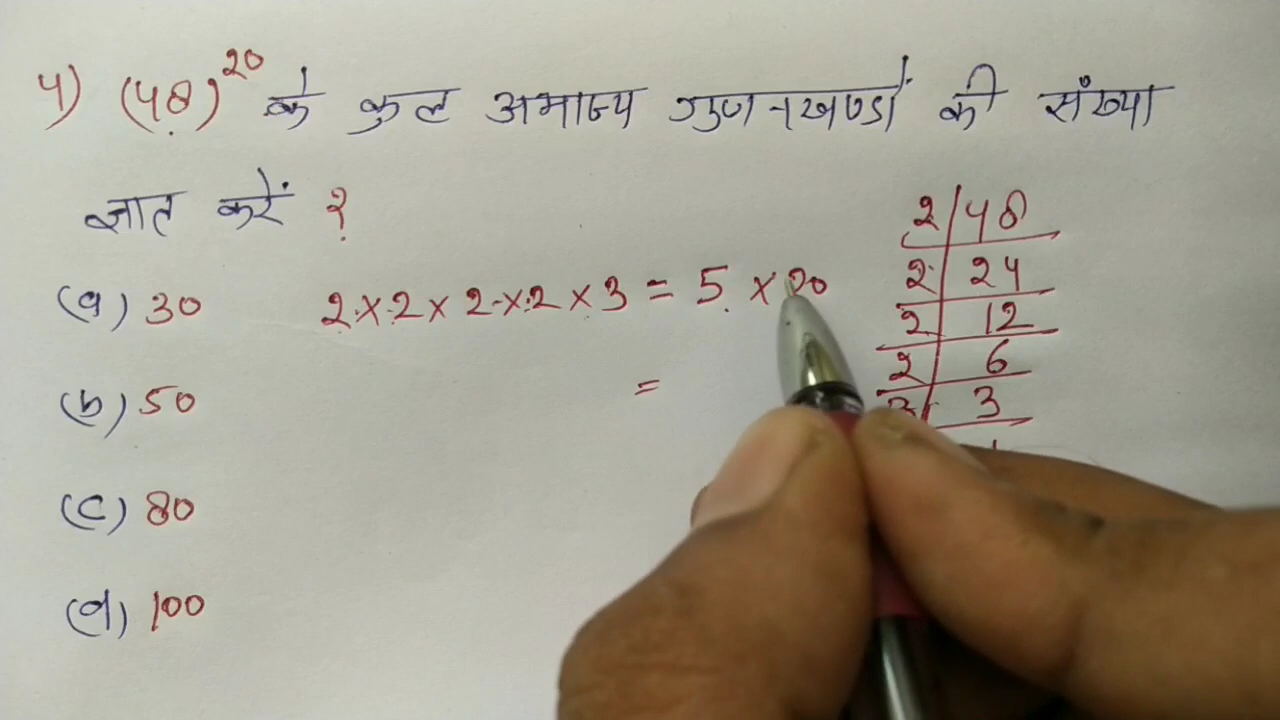 4) (48)²⁰ के कुल अभाज्य गुणनखण्डों की संख्या
ज्ञात करें ?
(a) 30
(b) 50
(c) 80
(d) 100
2 × 2 × 2 × 2 × 3 = 5 × 20
=
2 | 48
2 | 24
2 | 12
2 | 6
3 | 3